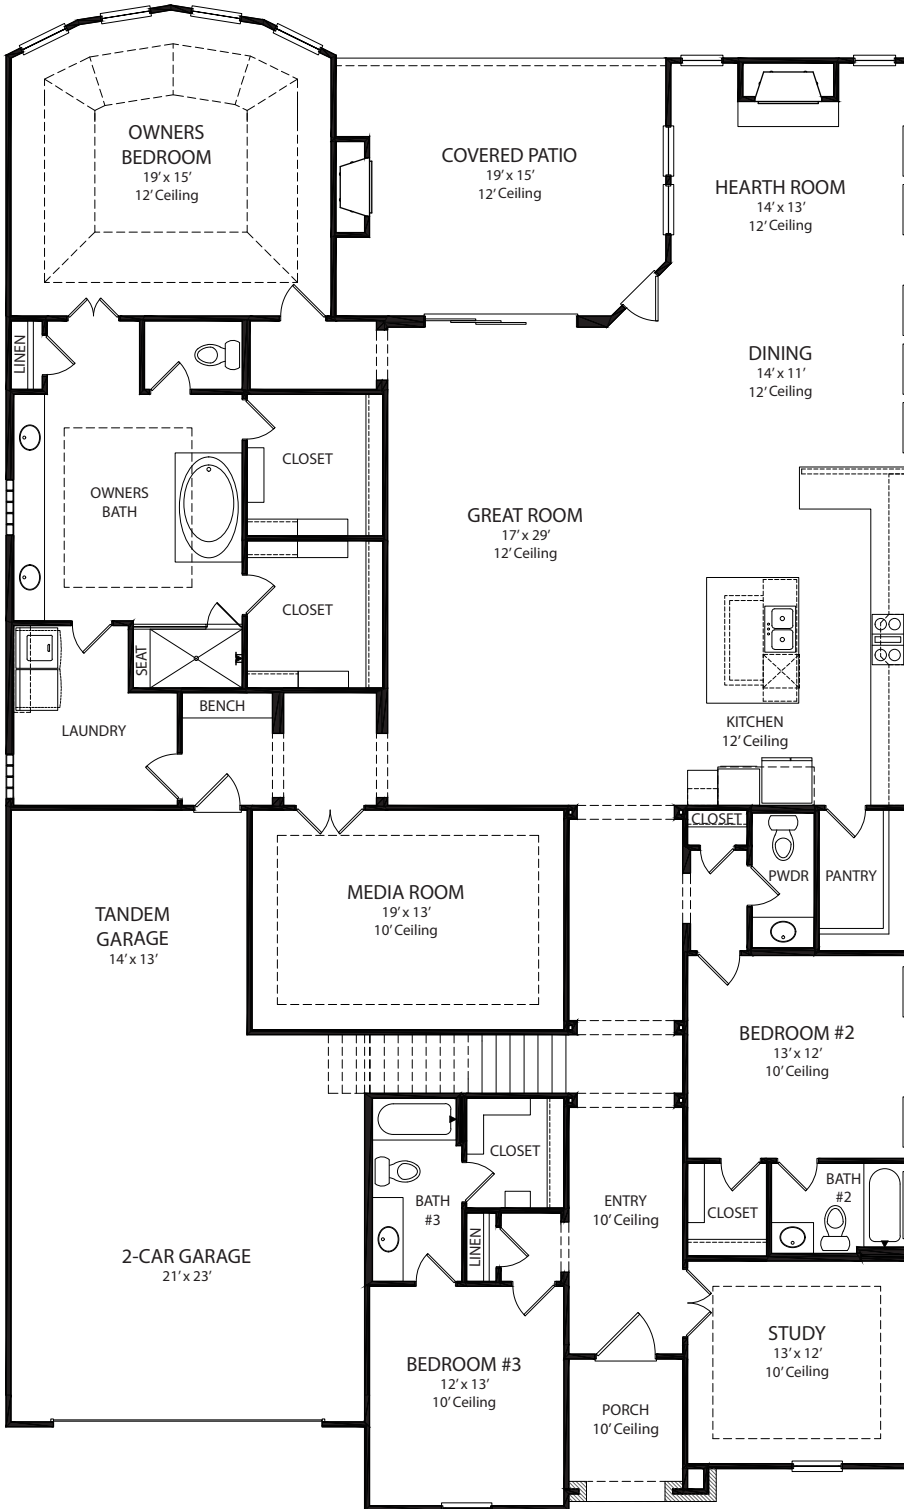 OWNERS
BEDROOM
19' x 15'
12' Ceiling
COVERED PATIO
19' x 15'
12' Ceiling
HEARTH ROOM
14' x 13'
12' Ceiling
LINEN
DINING
14' x 11'
12' Ceiling
CLOSET
OWNERS
BATH
GREAT ROOM
17' x 29'
12' Ceiling
CLOSET
SEAT
BENCH
LAUNDRY
KITCHEN
12' Ceiling
CLOSET
PWDR
PANTRY
MEDIA ROOM
19' x 13'
10' Ceiling
TANDEM
GARAGE
14' x 13'
BEDROOM #2
13' x 12'
10' Ceiling
CLOSET
BATH
#3
ENTRY
10' Ceiling
BATH
#2
CLOSET
LINEN
2-CAR GARAGE
21' x 23'
STUDY
13' x 12'
10' Ceiling
BEDROOM #3
12' x 13'
10' Ceiling
PORCH
10' Ceiling